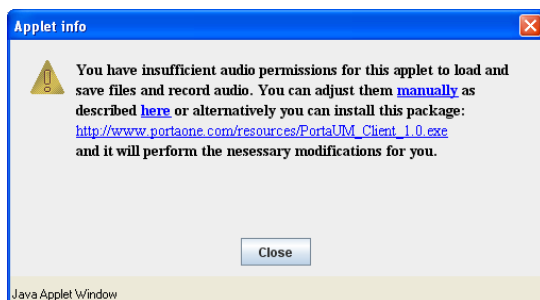 Applet info
You have insufficient audio permissions for this applet to load and
save files and record audio. You can adjust them manually as
described here or alternatively you can install this package:
http://www.portaone.com/resources/PortaUM_Client_1.0.exe
and it will perform the nesessary modifications for you.
Close
Java Applet Window